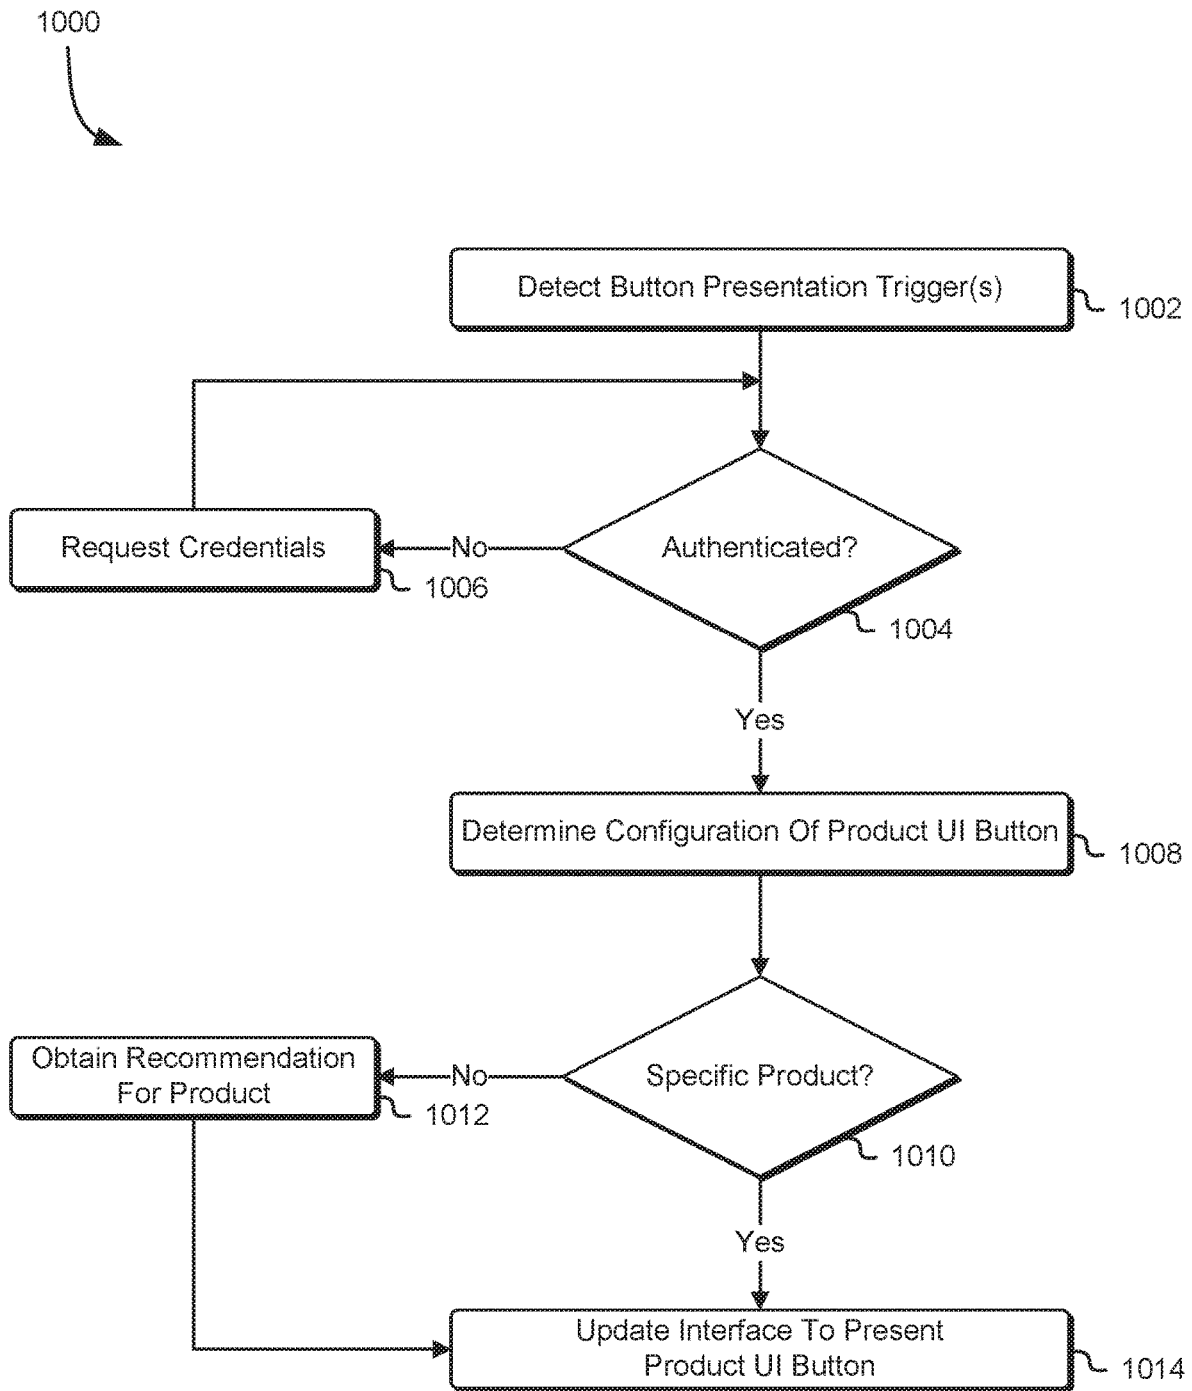 1000
Detect Button Presentation Trigger(s)
1002
Request Credentials
No
Authenticated?
1006
1004
Yes
Determine Configuration Of Product UI Button
1008
Obtain Recommendation
For Product
No
Specific Product?
1012
1010
Yes
Update Interface To Present
Product UI Button
1014